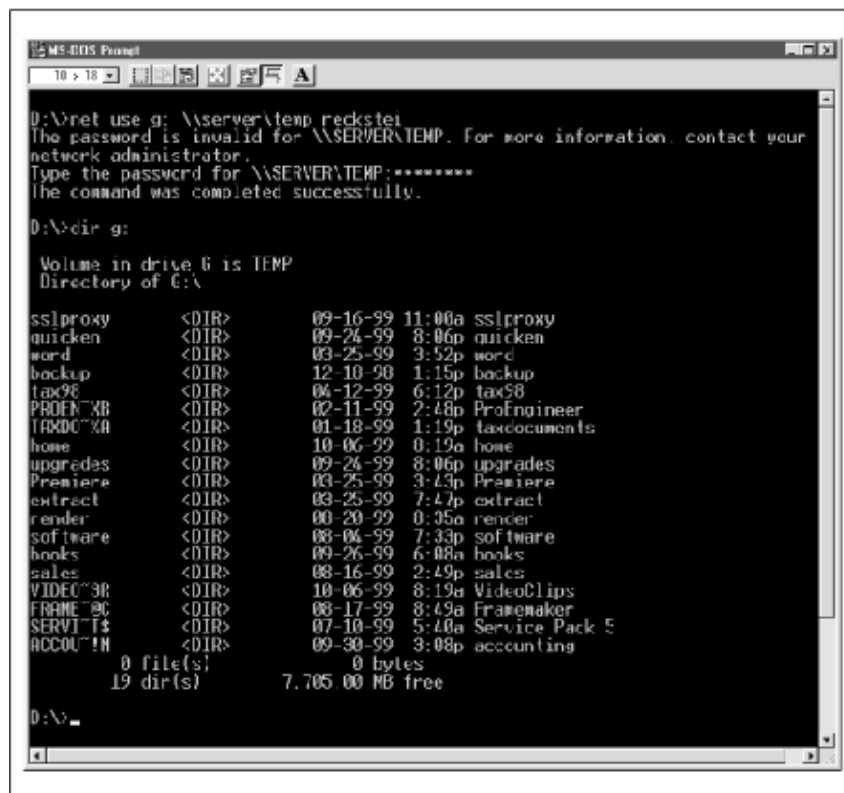 MS-DOS Prompt
10 x 18
A
D:\>net use g: \\server\temp reckstei
The password is invalid for \\SERVER\TEMP. For more information, contact your
network administrator.
Type the password for \\SERVER\TEMP:********
The command was completed successfully.
D:\>dir g:
Volume in drive G is TEMP
Directory of G:\
sslproxy <DIR> 09-16-99 11:00a sslproxy
quicken <DIR> 09-24-99 8:06p quicken
word <DIR> 03-25-99 3:52p word
backup <DIR> 12-18-98 1:15p backup
tax98 <DIR> 04-12-99 6:12p tax98
PROEN~XB <DIR> 02-11-99 2:48p ProEngineer
TAXDO~XA <DIR> 01-18-99 1:19p taxdocuments
home <DIR> 10-06-99 8:19a home
upgrades <DIR> 09-24-99 8:06p upgrades
Premiere <DIR> 03-25-99 3:43p Premiere
extract <DIR> 03-25-99 7:47p extract
render <DIR> 08-20-99 8:35a render
software <DIR> 08-04-99 7:33p software
books <DIR> 09-26-99 6:08a books
sales <DIR> 08-16-99 2:49p sales
<DIR> 10-06-99 8:19a VideoClips
FRAME~@C <DIR> 08-17-99 8:49a Framemaker
SERVI~T$ <DIR> 07-10-99 5:40a Service Pack 5
ACCOU~!N <DIR> 09-30-99 3:08p accounting
0 file(s) 0 bytes
19 dir(s) 7,705.00 MB free
D:\>